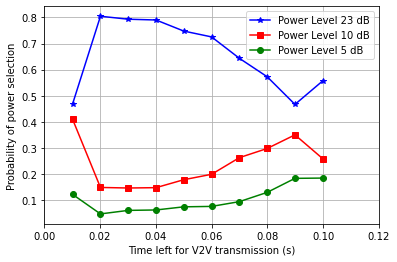 Power Level 23 dB
Power Level 10 dB
Power Level 5 dB
Probability of power selection
0.8
0.7
0.6
0.5
0.4
0.3
0.2
0.1
0.00 0.02 0.04 0.06 0.08 0.10 0.12
Time left for V2V transmission (s)